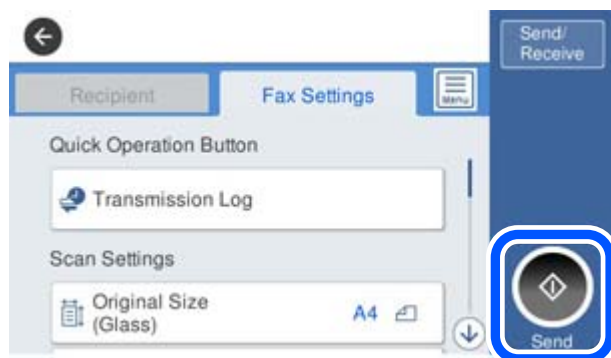 Send/
Receive
Recipient
Fax Settings
Menu
Quick Operation Button
Transmission Log
Scan Settings
Original Size
(Glass)
A4
Send